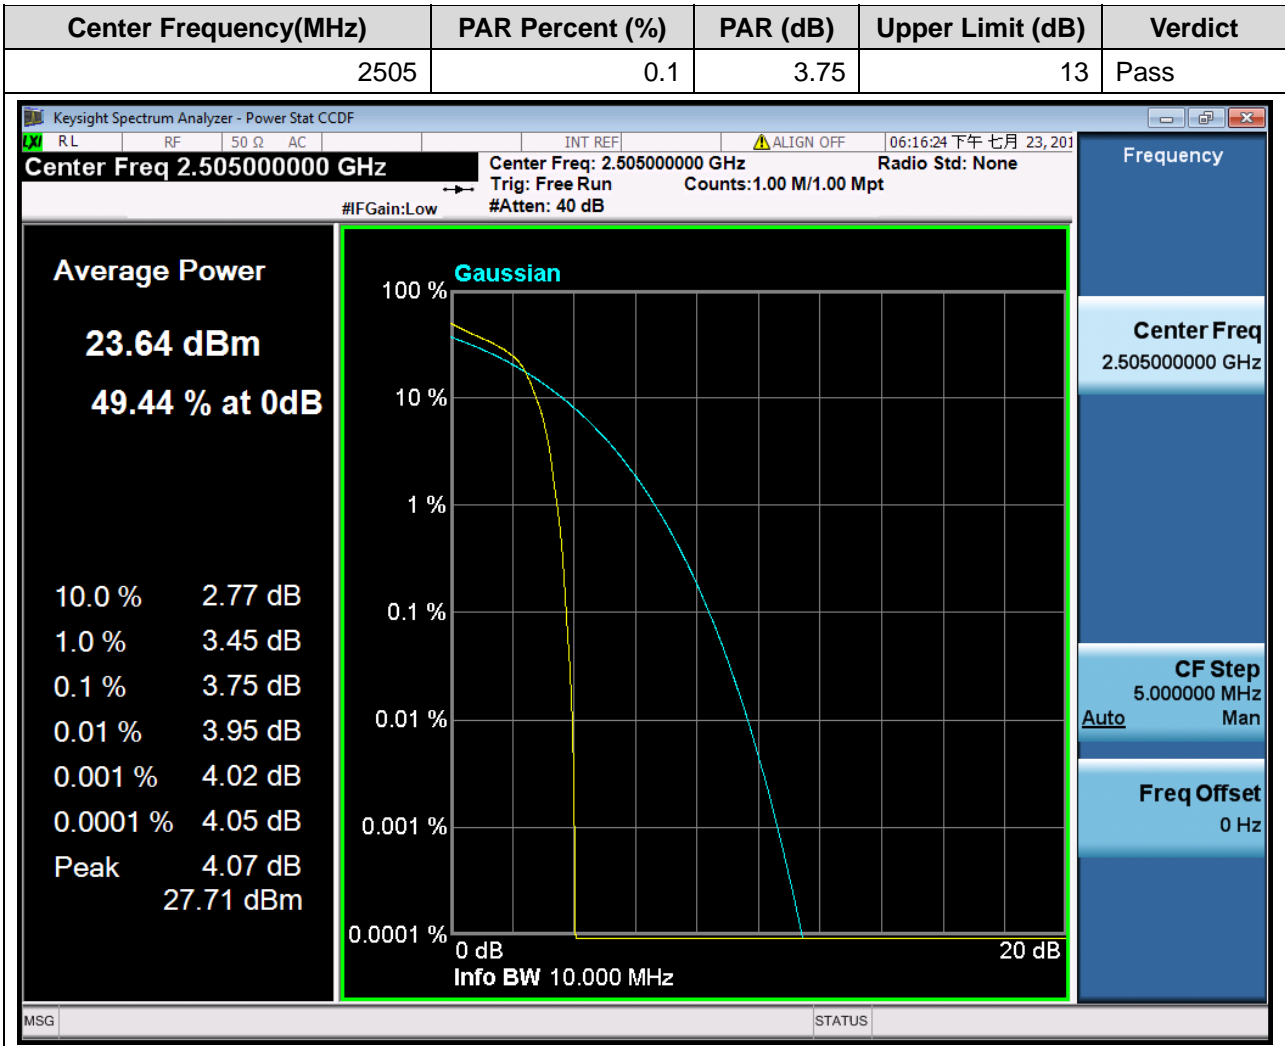 Center Frequency(MHz) PAR Percent (%) PAR (dB) Upper Limit (dB) Verdict
2505 0.1 3.75 13 Pass
Keysight Spectrum Analyzer - Power Stat CCDF
LXI RL RF 50 Ω AC INT REF ALIGN OFF 06:16:24 下午 七月 23, 201
Center Freq 2.505000000 GHz
Center Freq: 2.505000000 GHz Radio Std: None
Trig: Free Run Counts:1.00 M/1.00 Mpt
#IFGain:Low #Atten: 40 dB
Average Power
23.64 dBm
49.44 % at 0dB
10.0 % 2.77 dB
1.0 % 3.45 dB
0.1 % 3.75 dB
0.01 % 3.95 dB
0.001 % 4.02 dB
0.0001 % 4.05 dB
Peak 4.07 dB
27.71 dBm
Gaussian
100 %
10 %
1 %
0.1 %
0.01 %
0.001 %
0.0001 %
0 dB 20 dB
Info BW 10.000 MHz
Frequency
Center Freq
2.505000000 GHz
CF Step
5.000000 MHz
Auto Man
Freq Offset
0 Hz
MSG STATUS